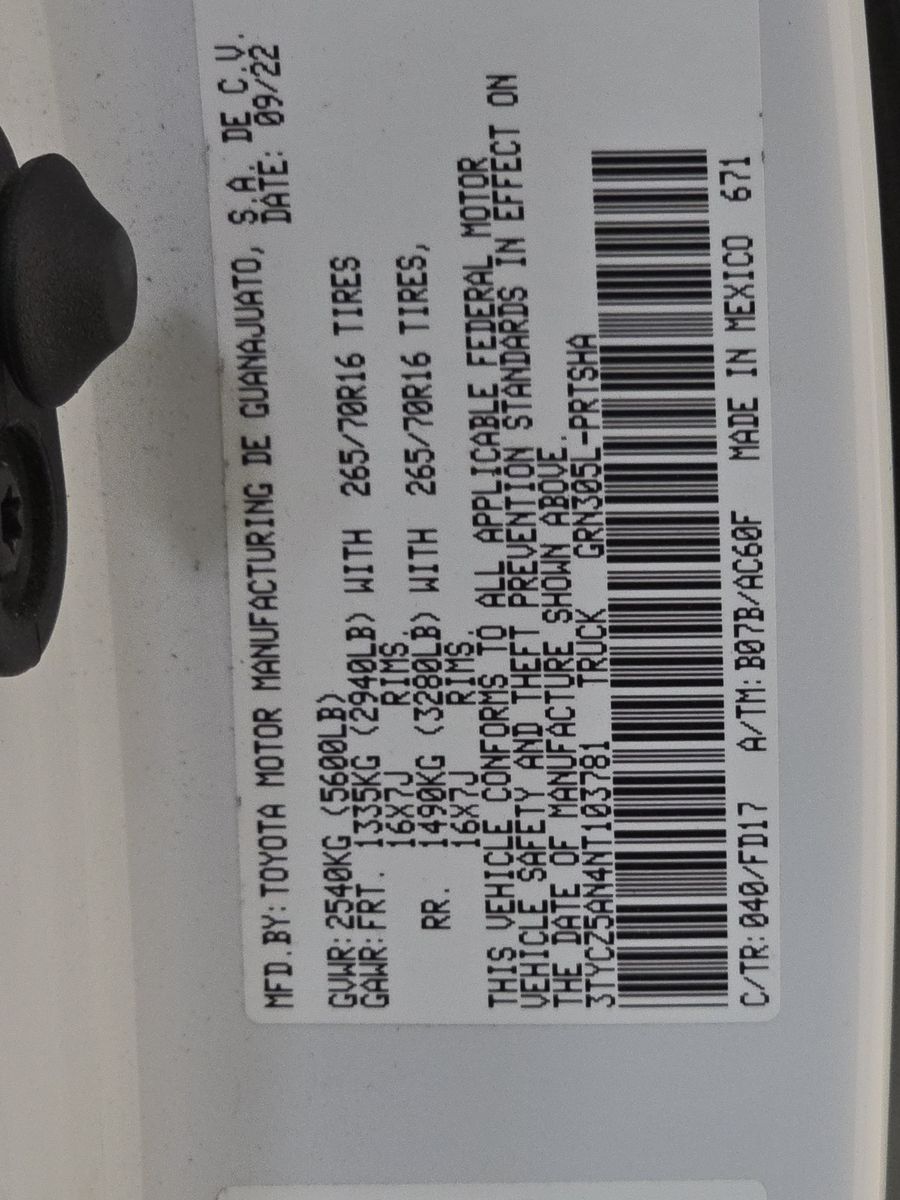 MFD.BY:TOYOTA MOTOR MANUFACTURING DE GUANAJUATO, S.A. DE C.V.
DATE: 09/22
GVWR:2540KG (5600LB)
GAWR:FRT. 1335KG (2940LB) WITH 265/70R16 TIRES
16X7J RIMS.
RR. 1490KG (3280LB) WITH 265/70R16 TIRES,
16X7J RIMS.
THIS VEHICLE CONFORMS TO ALL APPLICABLE FEDERAL MOTOR
VEHICLE SAFETY AND THEFT PREVENTION STANDARDS IN EFFECT ON
THE DATE OF MANUFACTURE SHOWN ABOVE.
3TYCZ5AN4NT103781 TRUCK GRN305L-PRTSHA
C/TR:040/FD17 A/TM:B07B/AC60F MADE IN MEXICO 671